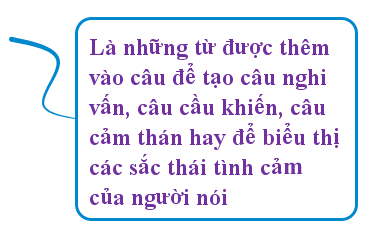 Là những từ được thêm
vào câu để tạo câu nghi
vấn, câu cầu khiến, câu
cảm thán hay để biểu thị
các sắc thái tình cảm
của người nói